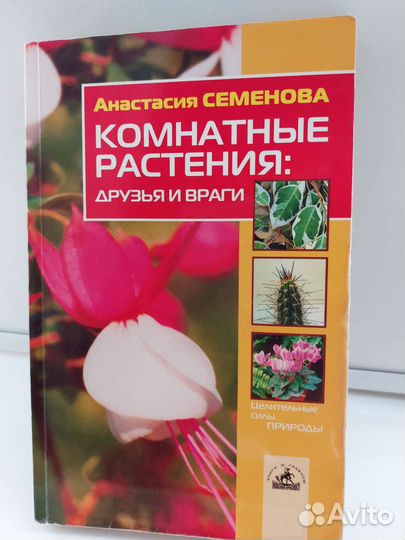 Анастасия СЕМЕНОВА
КОМНАТНЫЕ
РАСТЕНИЯ:
ДРУЗЬЯ И ВРАГИ
Целительные
силы
ПРИРОДЫ
Avito